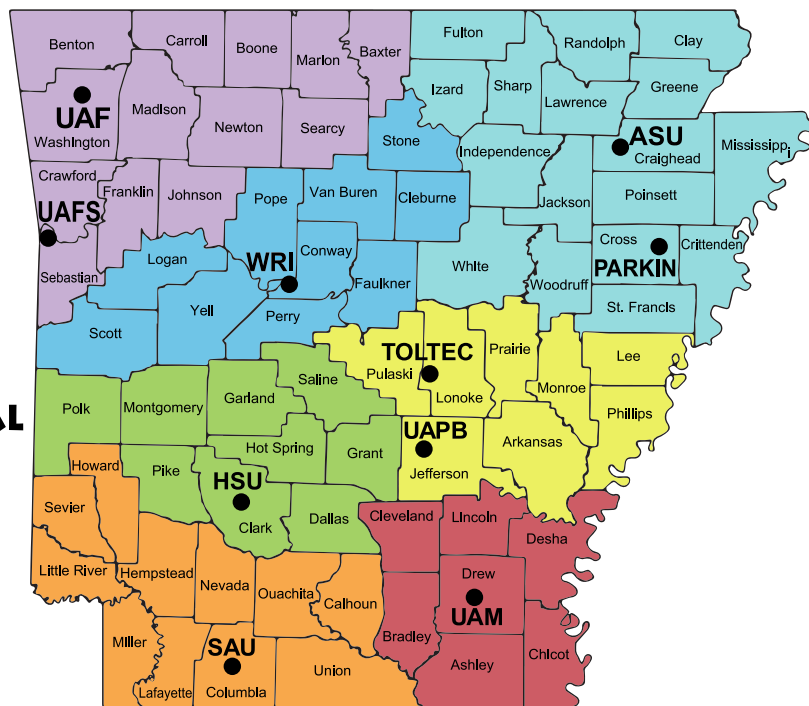 Benton
Carroll
Boone
Marion
Baxter
Fulton
Randolph
Clay
UAF
Washington
Madison
Newton
Searcy
Stone
Izard
Sharp
Lawrence
Greene
Independence
ASU
Craighead
Mississippi
Crawford
UAFS
Sebastian
Franklin
Johnson
Pope
Van Buren
Cleburne
Jackson
Poinsett
Logan
WRI
Conway
Faulkner
White
Woodruff
Cross
PARKIN
Crittenden
St. Francis
Scott
Yell
Perry
TOLTEC
Pulaski
Lonoke
Prairie
Monroe
Lee
Phillips
AL
Polk
Montgomery
Garland
Saline
Hot Spring
Grant
UAPB
Jefferson
Arkansas
Howard
Pike
HSU
Clark
Dallas
Cleveland
Lincoln
Desha
Sevier
Little River
Hempstead
Nevada
Ouachita
Calhoun
Bradley
Drew
UAM
Miller
Lafayette
SAU
Columbia
Union
Ashley
Chicot